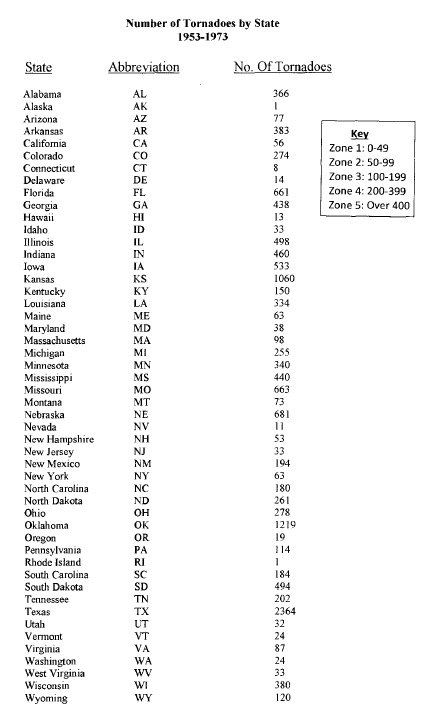 Number of Tornadoes by State
1953-1973
State Abbreviation No. Of Tornadoes
Alabama AL 366
Alaska AK 1
Arizona AZ 77
Arkansas AR 383
California CA 56
Colorado CO 274
Connecticut CT 8
Delaware DE 14
Florida FL 661
Georgia GA 438
Hawaii HI 13
Idaho ID 33
Illinois IL 498
Indiana IN 460
Iowa IA 533
Kansas KS 1060
Kentucky KY 150
Louisiana LA 334
Maine ME 63
Maryland MD 38
Massachusetts MA 98
Michigan MI 255
Minnesota MN 340
Mississippi MS 440
Missouri MO 663
Montana MT 73
Nebraska NE 681
Nevada NV 11
New Hampshire NH 53
New Jersey NJ 33
New Mexico NM 194
New York NY 63
North Carolina NC 180
North Dakota ND 261
Ohio OH 278
Oklahoma OK 1219
Oregon OR 19
Pennsylvania PA 114
Rhode Island RI 1
South Carolina SC 184
South Dakota SD 494
Tennessee TN 202
Texas TX 2364
Utah UT 32
Vermont VT 24
Virginia VA 87
Washington WA 24
West Virginia WV 33
Wisconsin WI 380
Wyoming WY 120
Key
Zone 1: 0-49
Zone 2: 50-99
Zone 3: 100-199
Zone 4: 200-399
Zone 5: Over 400